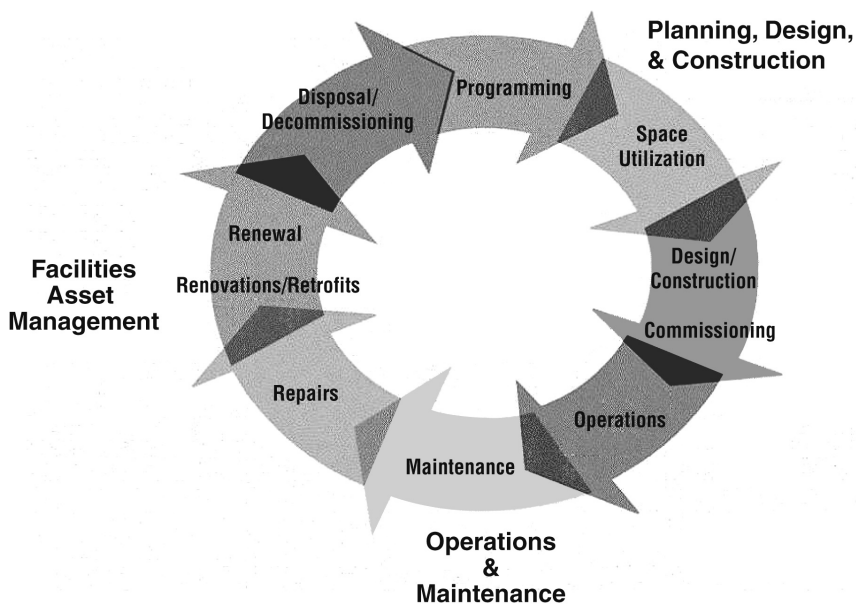 Planning, Design,
& Construction
Programming
Space
Utilization
Design/
Construction
Commissioning
Operations
Maintenance
Operations
&
Maintenance
Repairs
Renovations/Retrofits
Renewal
Facilities
Asset
Management
Disposal/
Decommissioning